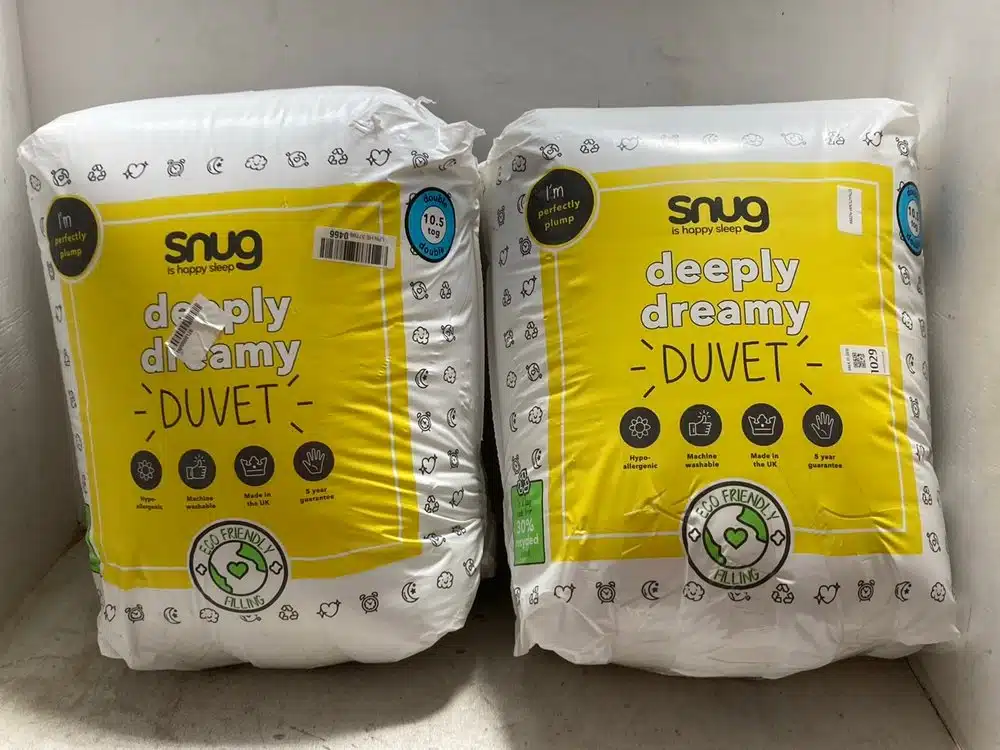 I'm
perfectly
plump
snug
is happy sleep
deeply
dreamy
DUVET
Hypo-
allergenic
Machine
washable
Made in
the UK
5 year
guarantee
ECO FRIENDLY
FILLING
double
10.5
tog
double
0456
I'm
perfectly
plump
snug
is happy sleep
deeply
dreamy
DUVET
Hypo-
allergenic
Machine
washable
Made in
the UK
5 year
guarantee
ECO FRIENDLY
FILLING
1029
30%
recycled